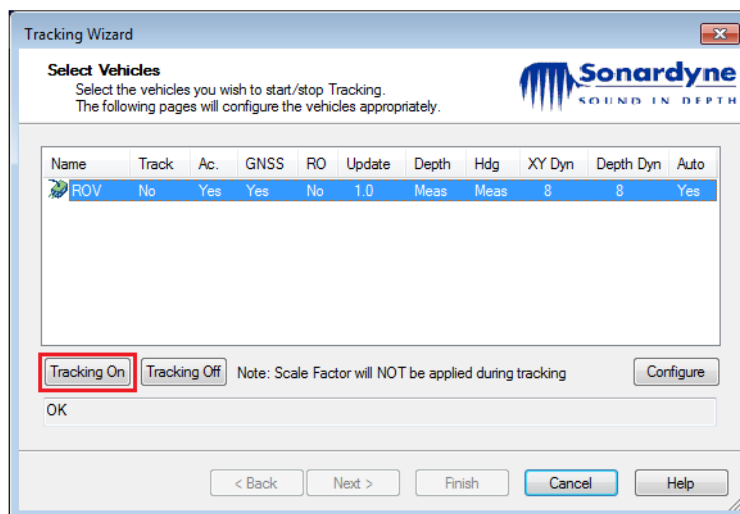 Tracking Wizard
Select Vehicles
Select the vehicles you wish to start/stop Tracking.
The following pages will configure the vehicles appropriately.
Sonardyne
SOUND IN DEPTH
Name Track Ac. GNSS RO Update Depth Hdg XY Dyn Depth Dyn Auto
ROV No Yes Yes No 1.0 Meas Meas 8 8 Yes
Tracking On Tracking Off Note: Scale Factor will NOT be applied during tracking Configure
OK
< Back Next > Finish Cancel Help